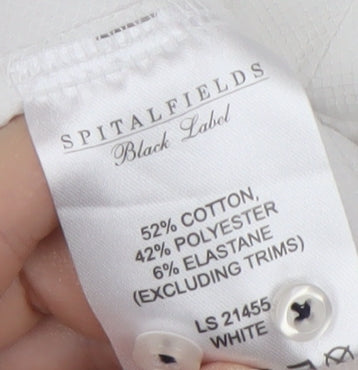 SPITALFIELDS
Black Label
52% COTTON,
42% POLYESTER
6% ELASTANE
(EXCLUDING TRIMS)
LS 21455
WHITE